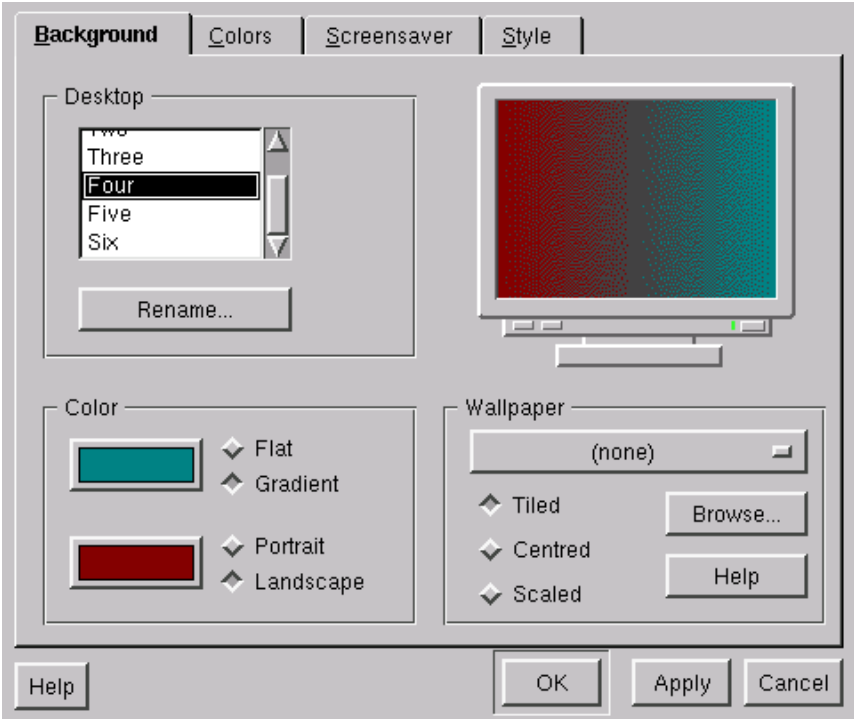 Background Colors Screensaver Style
Desktop
Two
Three
Four
Five
Six
Rename...
Color
Flat
Gradient
Portrait
Landscape
Wallpaper
(none)
Tiled
Centred
Scaled
Browse...
Help
Help OK Apply Cancel